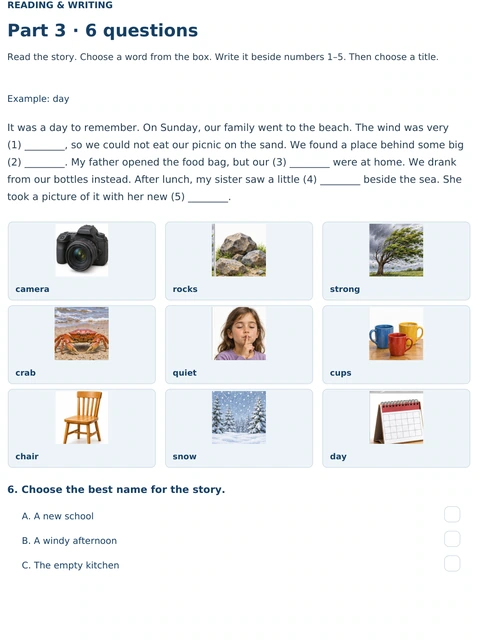 READING & WRITING
Part 3 · 6 questions
Read the story. Choose a word from the box. Write it beside numbers 1–5. Then choose a title.
Example: day
It was a day to remember. On Sunday, our family went to the beach. The wind was very
(1) ________, so we could not eat our picnic on the sand. We found a place behind some big
(2) ________. My father opened the food bag, but our (3) ________ were at home. We drank
from our bottles instead. After lunch, my sister saw a little (4) ________ beside the sea. She
took a picture of it with her new (5) ________.
camera
rocks
strong
crab
quiet
cups
chair
snow
day
6. Choose the best name for the story.
A. A new school
B. A windy afternoon
C. The empty kitchen